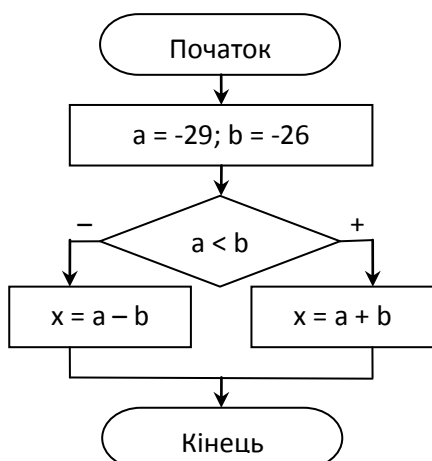 Початок
a = -29; b = -26
– +
a < b
x = a – b x = a + b
Кінець